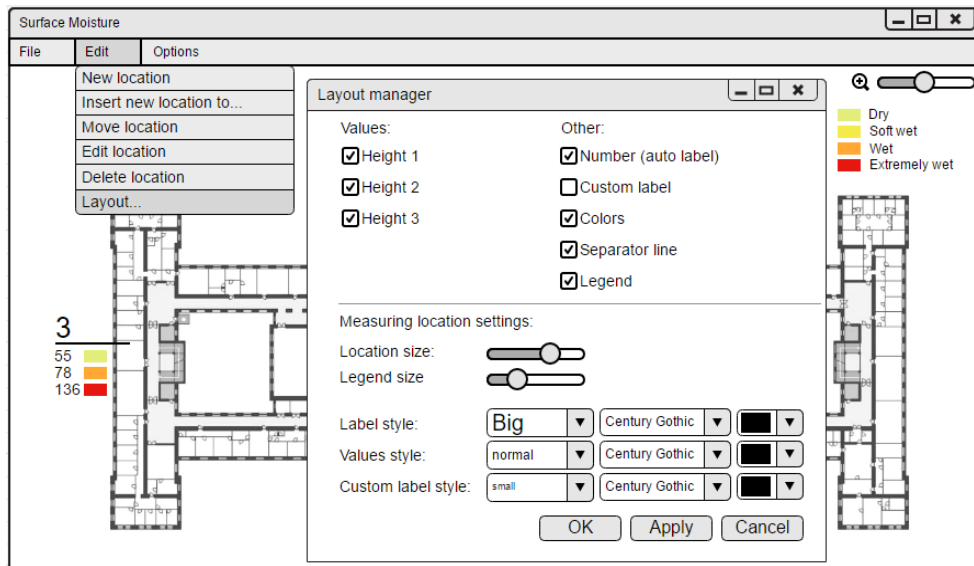 Surface Moisture
File Edit Options
New location
Insert new location to...
Move location
Edit location
Delete location
Layout...
Layout manager
Values: Other:
Height 1 Number (auto label)
Height 2 Custom label
Height 3 Colors
Separator line
Legend
Measuring location settings:
Location size:
Legend size
Label style: Big Century Gothic
Values style: normal Century Gothic
Custom label style: small Century Gothic
OK Apply Cancel
Dry
Soft wet
Wet
Extremely wet
3
55
78
136